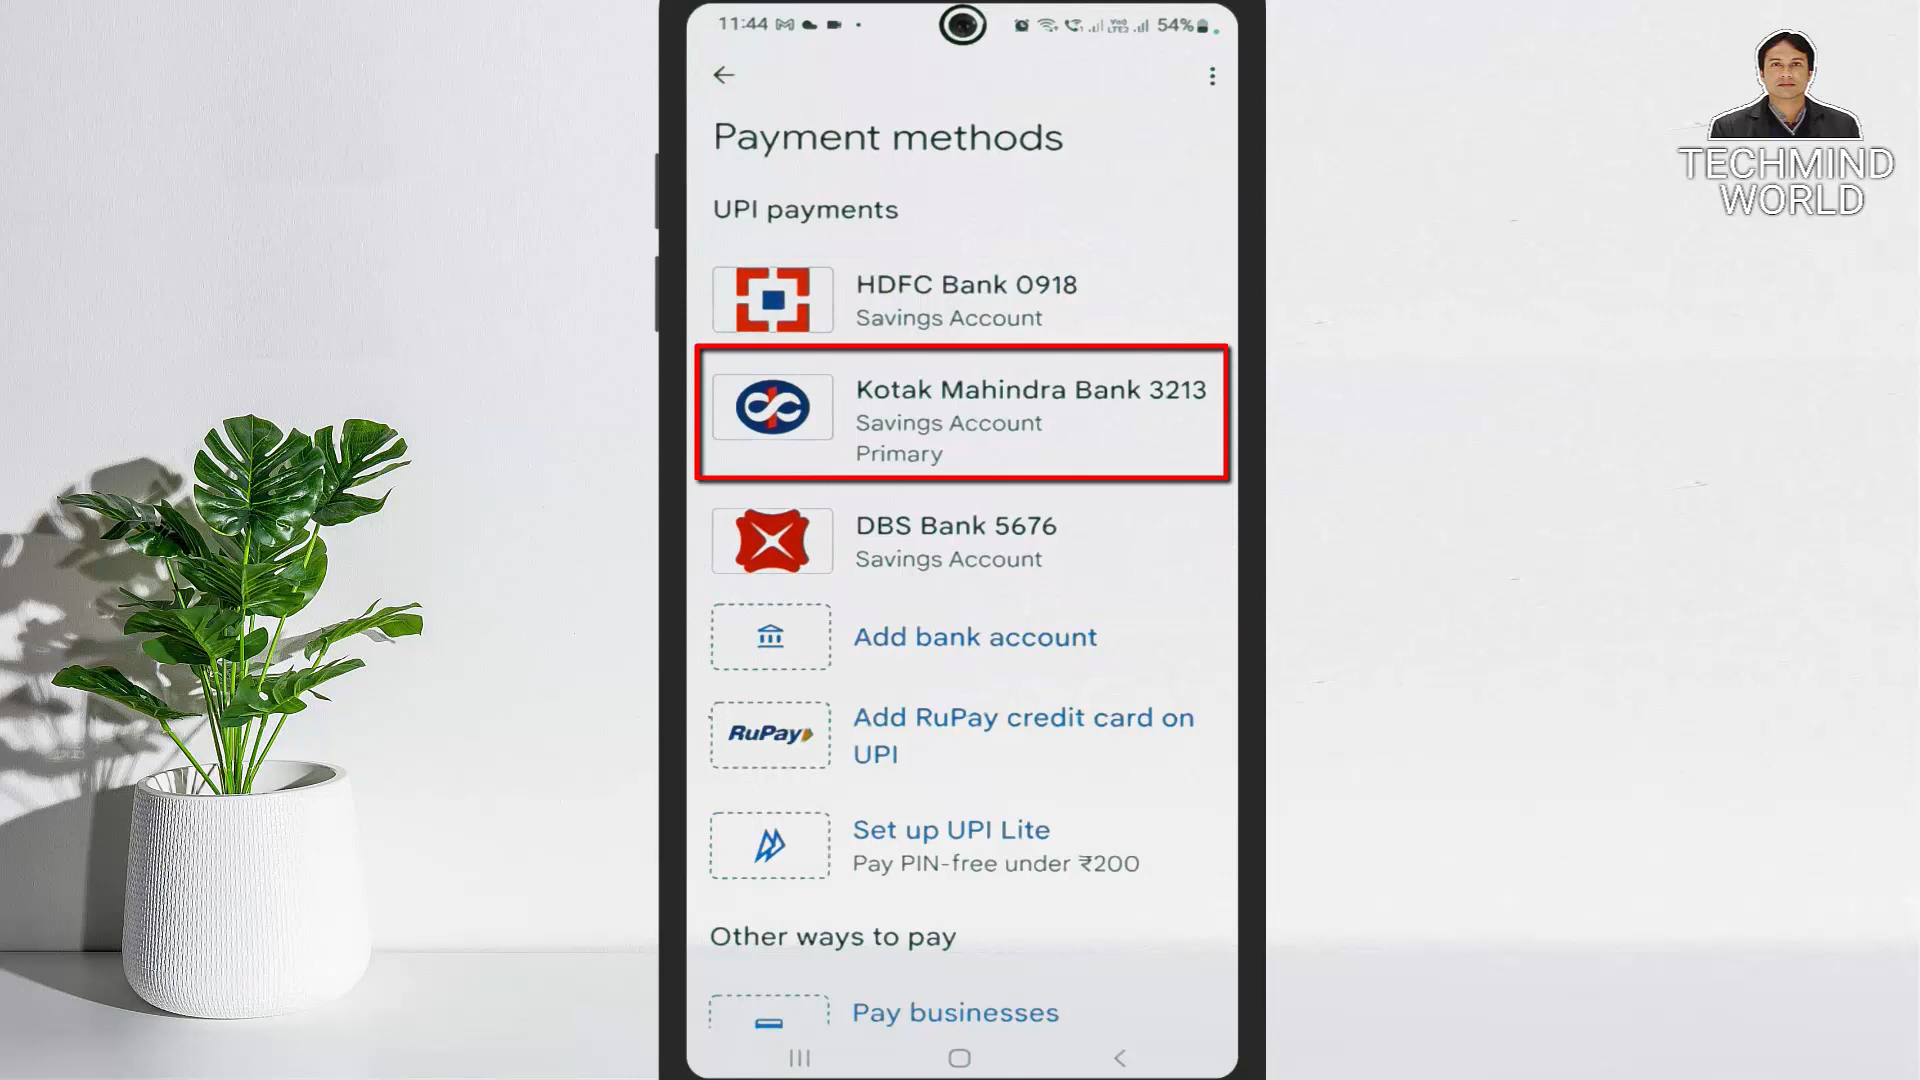 11:44
54%
TECHMIND
WORLD
Payment methods
UPI payments
HDFC Bank 0918
Savings Account
Kotak Mahindra Bank 3213
Savings Account
Primary
DBS Bank 5676
Savings Account
Add bank account
RuPay
Add RuPay credit card on
UPI
Set up UPI Lite
Pay PIN-free under ₹200
Other ways to pay
Pay businesses